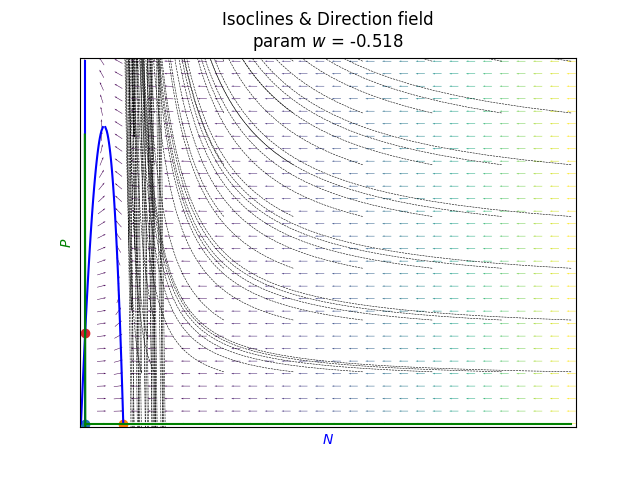 Isoclines & Direction field
param w = -0.518
P
N